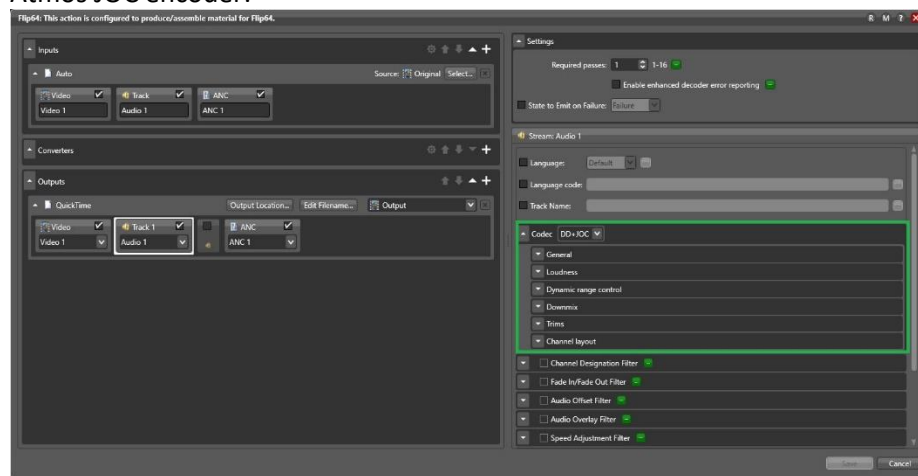 Atmos JOC encoder.
Flip64: This action is configured to produce/assemble material for Flip64.
R M ? X
Inputs
Auto
Source: Original Select...
Video Track ANC
Video 1 Audio 1 ANC 1
Converters
Outputs
QuickTime Output Location... Edit Filename... Output
Video Track 1 ANC
Video 1 Audio 1 ANC 1
Settings
Required passes: 1 1-16
Enable enhanced decoder error reporting
State to Emit on Failure: Failure
Stream: Audio 1
Language: Default
Language code:
Track Name:
Codec DD+JOC
General
Loudness
Dynamic range control
Downmix
Trims
Channel layout
Channel Designation Filter
Fade In/Fade Out Filter
Audio Offset Filter
Audio Overlay Filter
Speed Adjustment Filter
Save Cancel